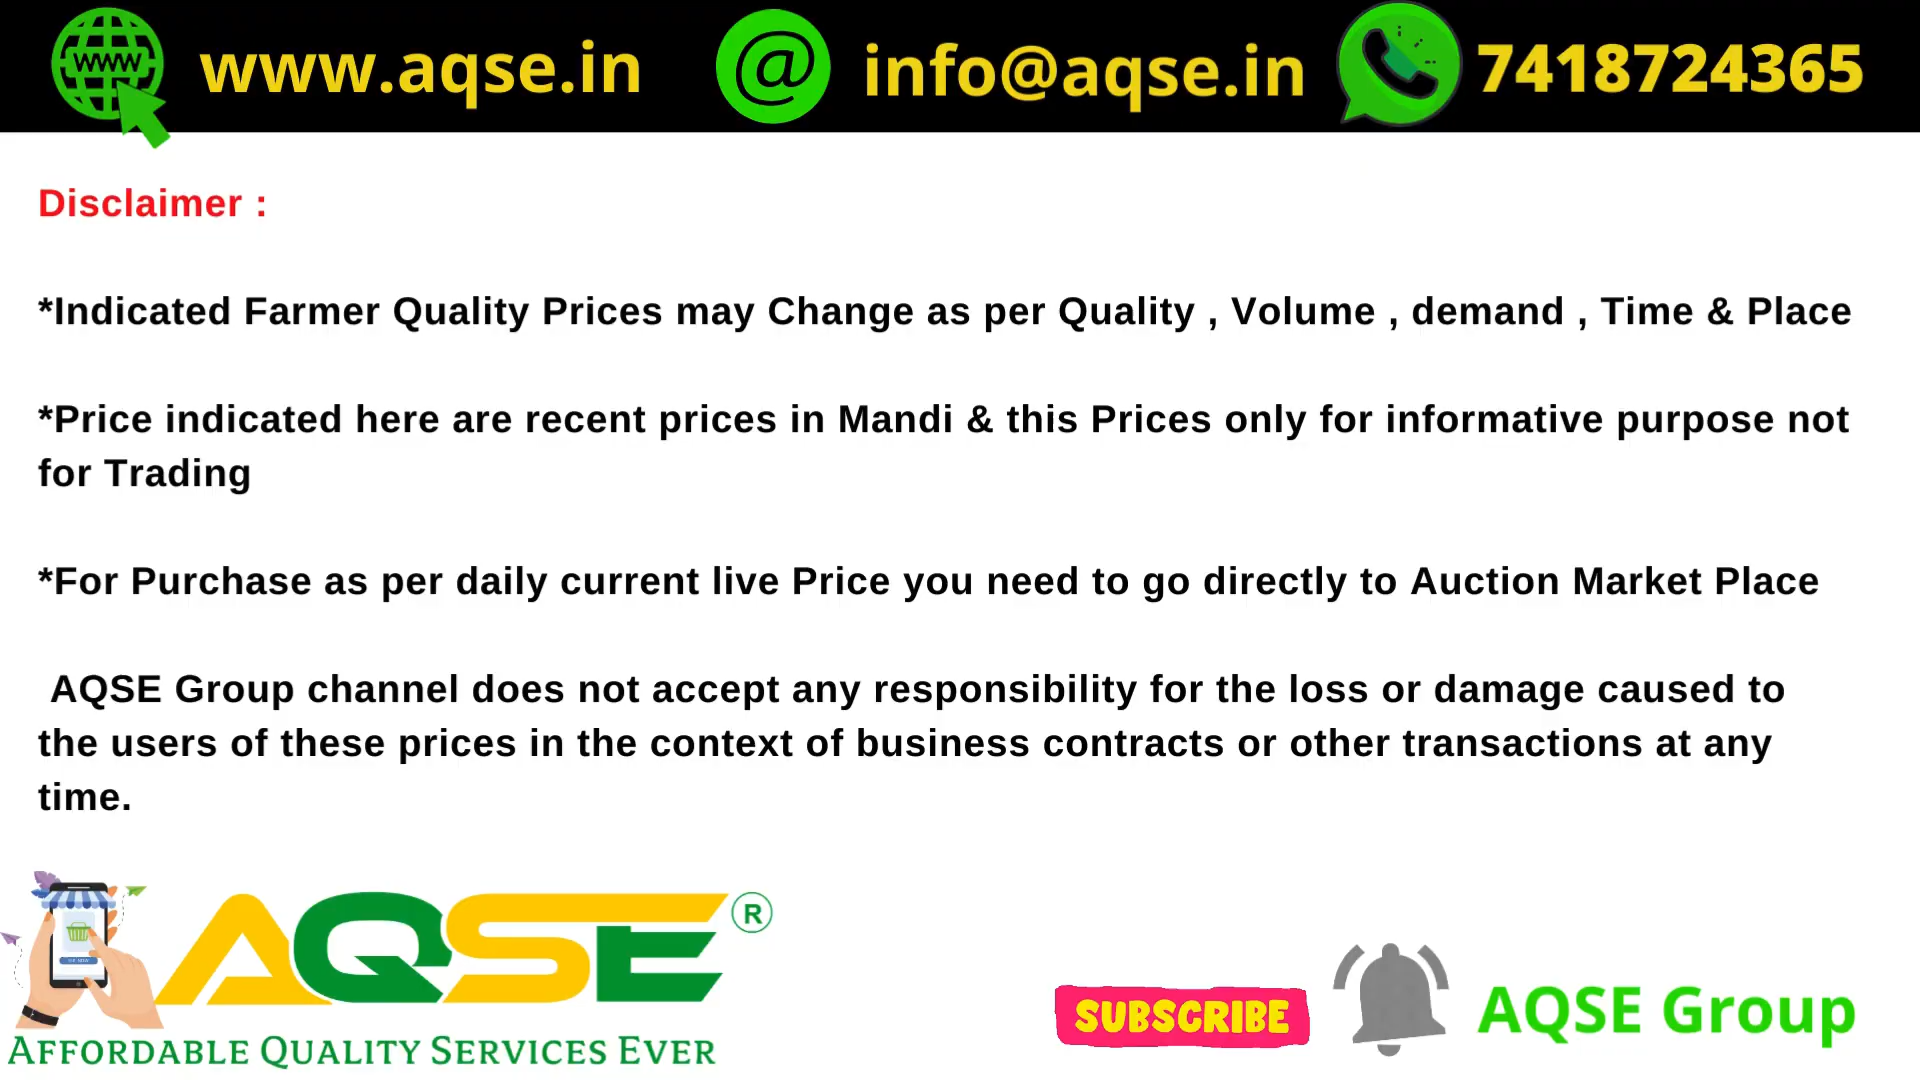 www www.aqse.in @ info@aqse.in 7418724365
Disclaimer :
*Indicated Farmer Quality Prices may Change as per Quality , Volume , demand , Time & Place
*Price indicated here are recent prices in Mandi & this Prices only for informative purpose not
for Trading
*For Purchase as per daily current live Price you need to go directly to Auction Market Place
AQSE Group channel does not accept any responsibility for the loss or damage caused to
the users of these prices in the context of business contracts or other transactions at any
time.
AQSE ®
AFFORDABLE QUALITY SERVICES EVER
SUBSCRIBE AQSE Group